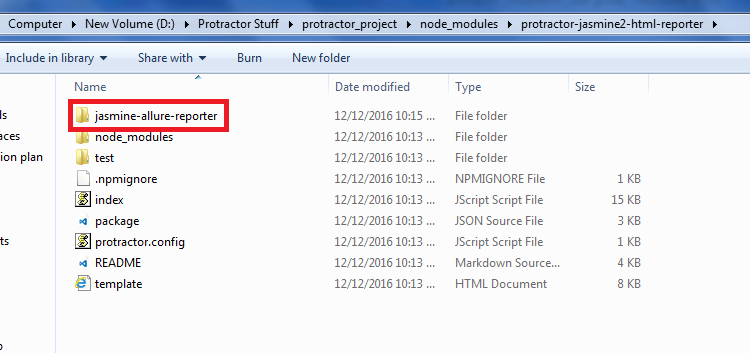 Computer ▸ New Volume (D:) ▸ Protractor Stuff ▸ protractor_project ▸ node_modules ▸ protractor-jasmine2-html-reporter ▸
Include in library Share with Burn New folder
Name Date modified Type Size
jasmine-allure-reporter 12/12/2016 10:15 ... File folder
node_modules 12/12/2016 10:13 ... File folder
test 12/12/2016 10:13 ... File folder
.npmignore 12/12/2016 10:13 ... NPMIGNORE File 1 KB
index 12/12/2016 10:13 ... JScript Script File 15 KB
package 12/12/2016 10:13 ... JSON Source File 3 KB
protractor.config 12/12/2016 10:13 ... JScript Script File 1 KB
README 12/12/2016 10:13 ... Markdown Source... 4 KB
template 12/12/2016 10:13 ... HTML Document 8 KB
ds
aces
ion plan
ts